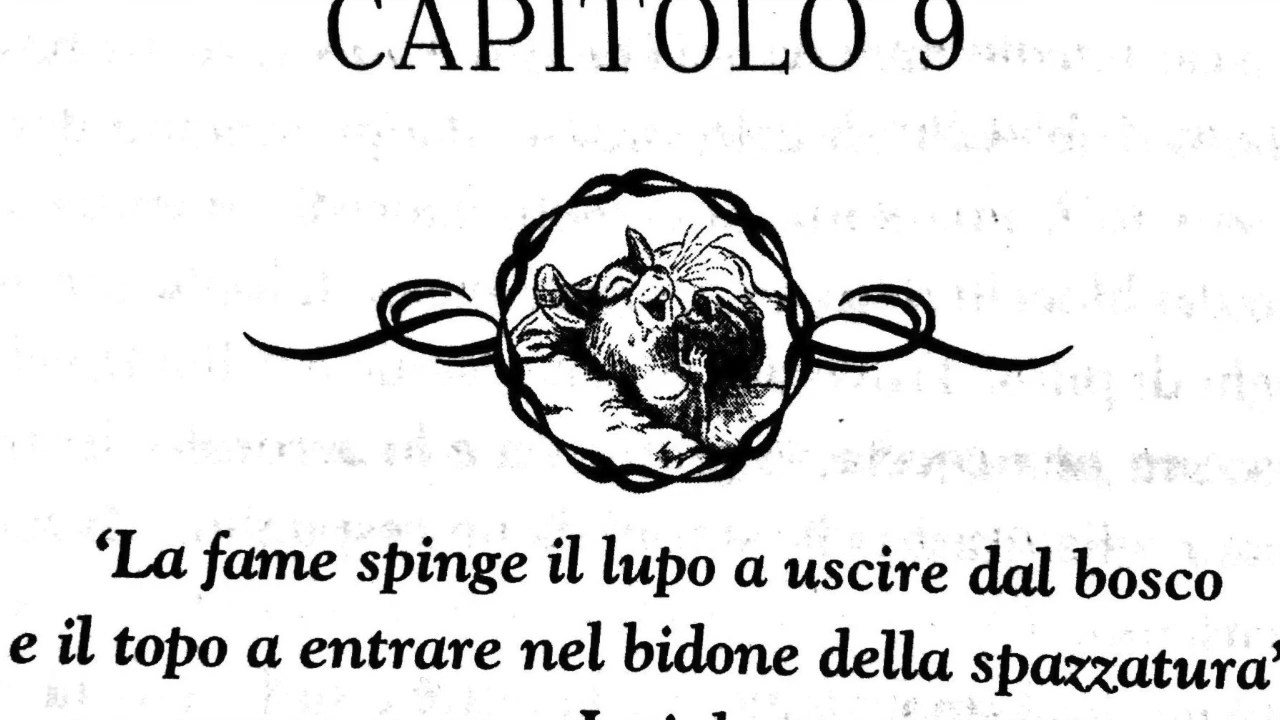 CAPITOLO 9
‘La fame spinge il lupo a uscire dal bosco
e il topo a entrare nel bidone della spazzatura’